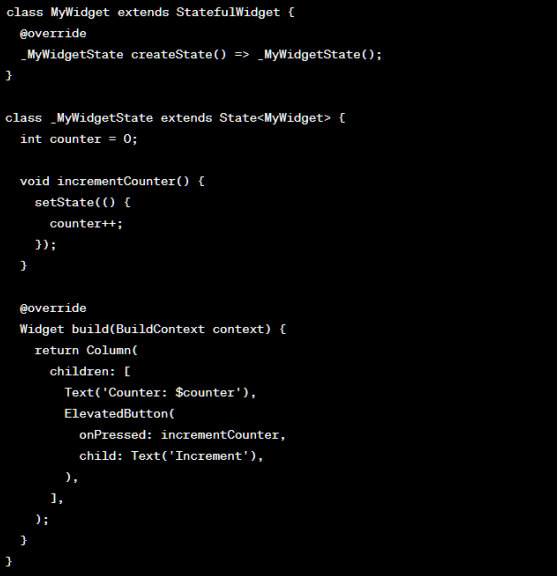 class MyWidget extends StatefulWidget {
  @override
  _MyWidgetState createState() => _MyWidgetState();
}

class _MyWidgetState extends State<MyWidget> {
  int counter = 0;

  void incrementCounter() {
    setState(() {
      counter++;
    });
  }

  @override
  Widget build(BuildContext context) {
    return Column(
      children: [
        Text('Counter: $counter'),
        ElevatedButton(
          onPressed: incrementCounter,
          child: Text('Increment'),
        ),
      ],
    );
  }
}